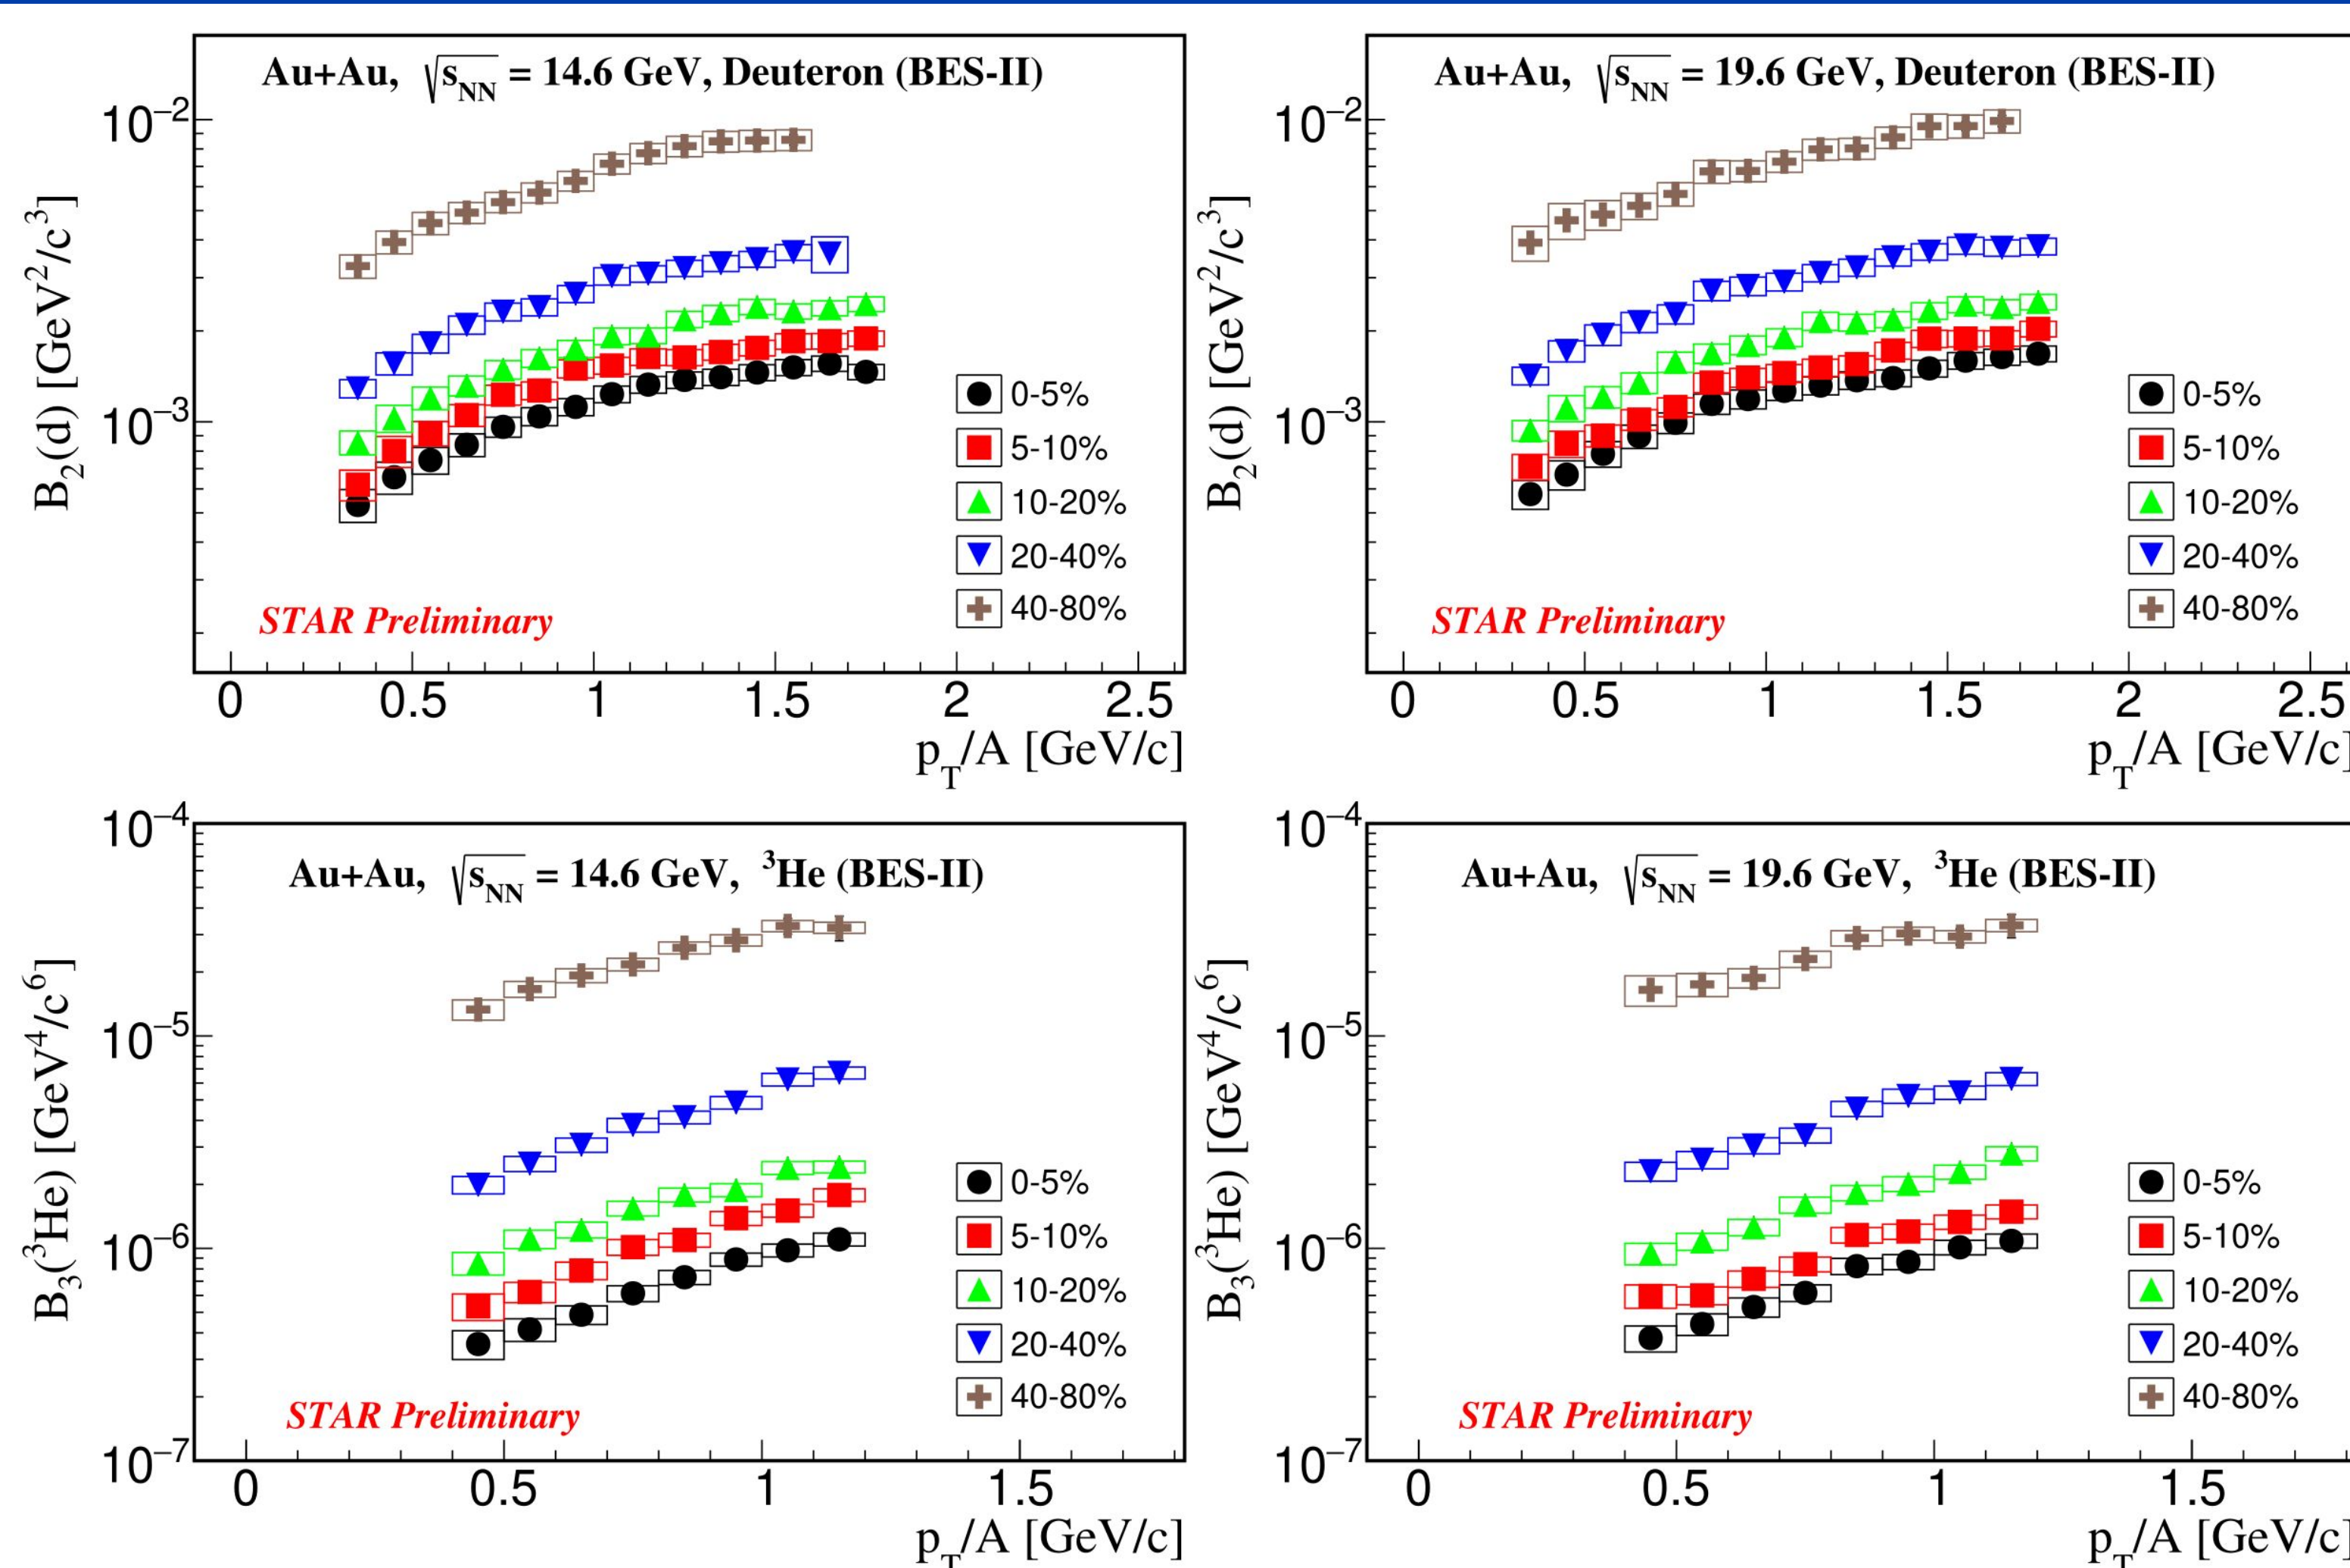 Au+Au, √s_NN = 14.6 GeV, Deuteron (BES-II)
10⁻²
10⁻³
B₂(d) [GeV²/c³]
0-5%
5-10%
10-20%
20-40%
40-80%
STAR Preliminary
0 0.5 1 1.5 2 2.5
p_T/A [GeV/c]
Au+Au, √s_NN = 19.6 GeV, Deuteron (BES-II)
10⁻²
10⁻³
B₂(d) [GeV²/c³]
0-5%
5-10%
10-20%
20-40%
40-80%
STAR Preliminary
0 0.5 1 1.5 2 2.5
p_T/A [GeV/c]
Au+Au, √s_NN = 14.6 GeV, ³He (BES-II)
10⁻⁴
10⁻⁵
10⁻⁶
10⁻⁷
B₃(³He) [GeV⁴/c⁶]
0-5%
5-10%
10-20%
20-40%
40-80%
STAR Preliminary
0 0.5 1 1.5
p_T/A [GeV/c]
Au+Au, √s_NN = 19.6 GeV, ³He (BES-II)
10⁻⁴
10⁻⁵
10⁻⁶
10⁻⁷
B₃(³He) [GeV⁴/c⁶]
0-5%
5-10%
10-20%
20-40%
40-80%
STAR Preliminary
0 0.5 1 1.5
p_T/A [GeV/c]